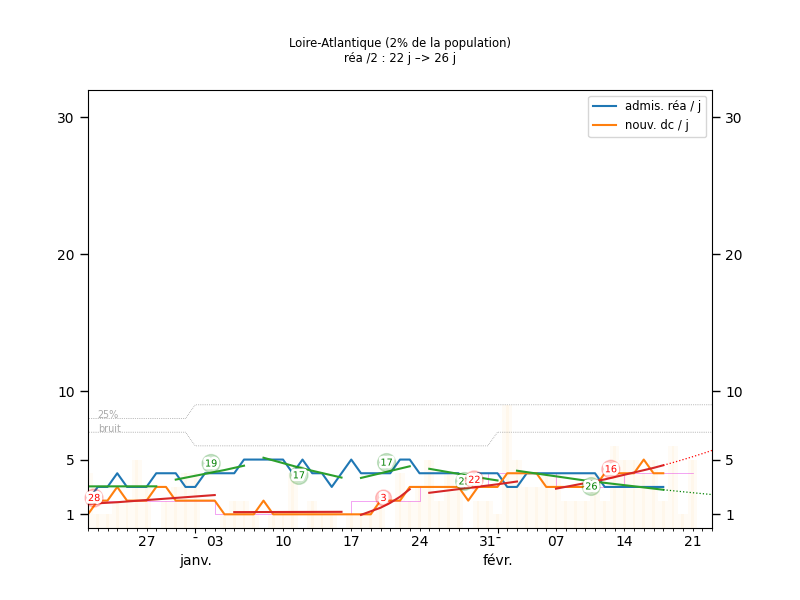 Loire-Atlantique (2% de la population)
réa /2 : 22 j –> 26 j
admis. réa / j
nouv. dc / j
30 30
20 20
10 10
25%
bruit
5 5
19
17
17
22
16
28
3
26
1 1
27 03 10 17 24 31 07 14 21
janv. févr.